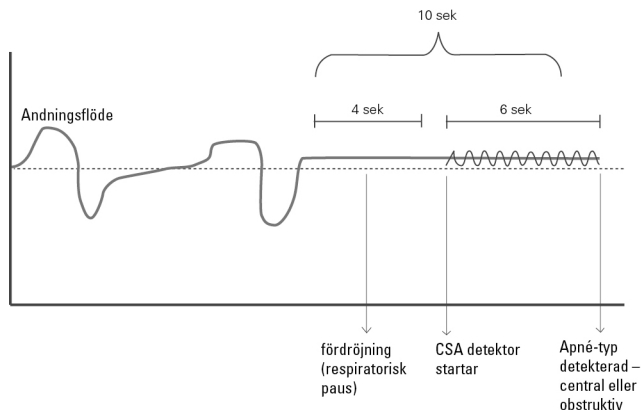 10 sek
4 sek
6 sek
Andningsflöde
fördröjning
(respiratorisk
paus)
CSA detektor
startar
Apné-typ
detekterad –
central eller
obstruktiv